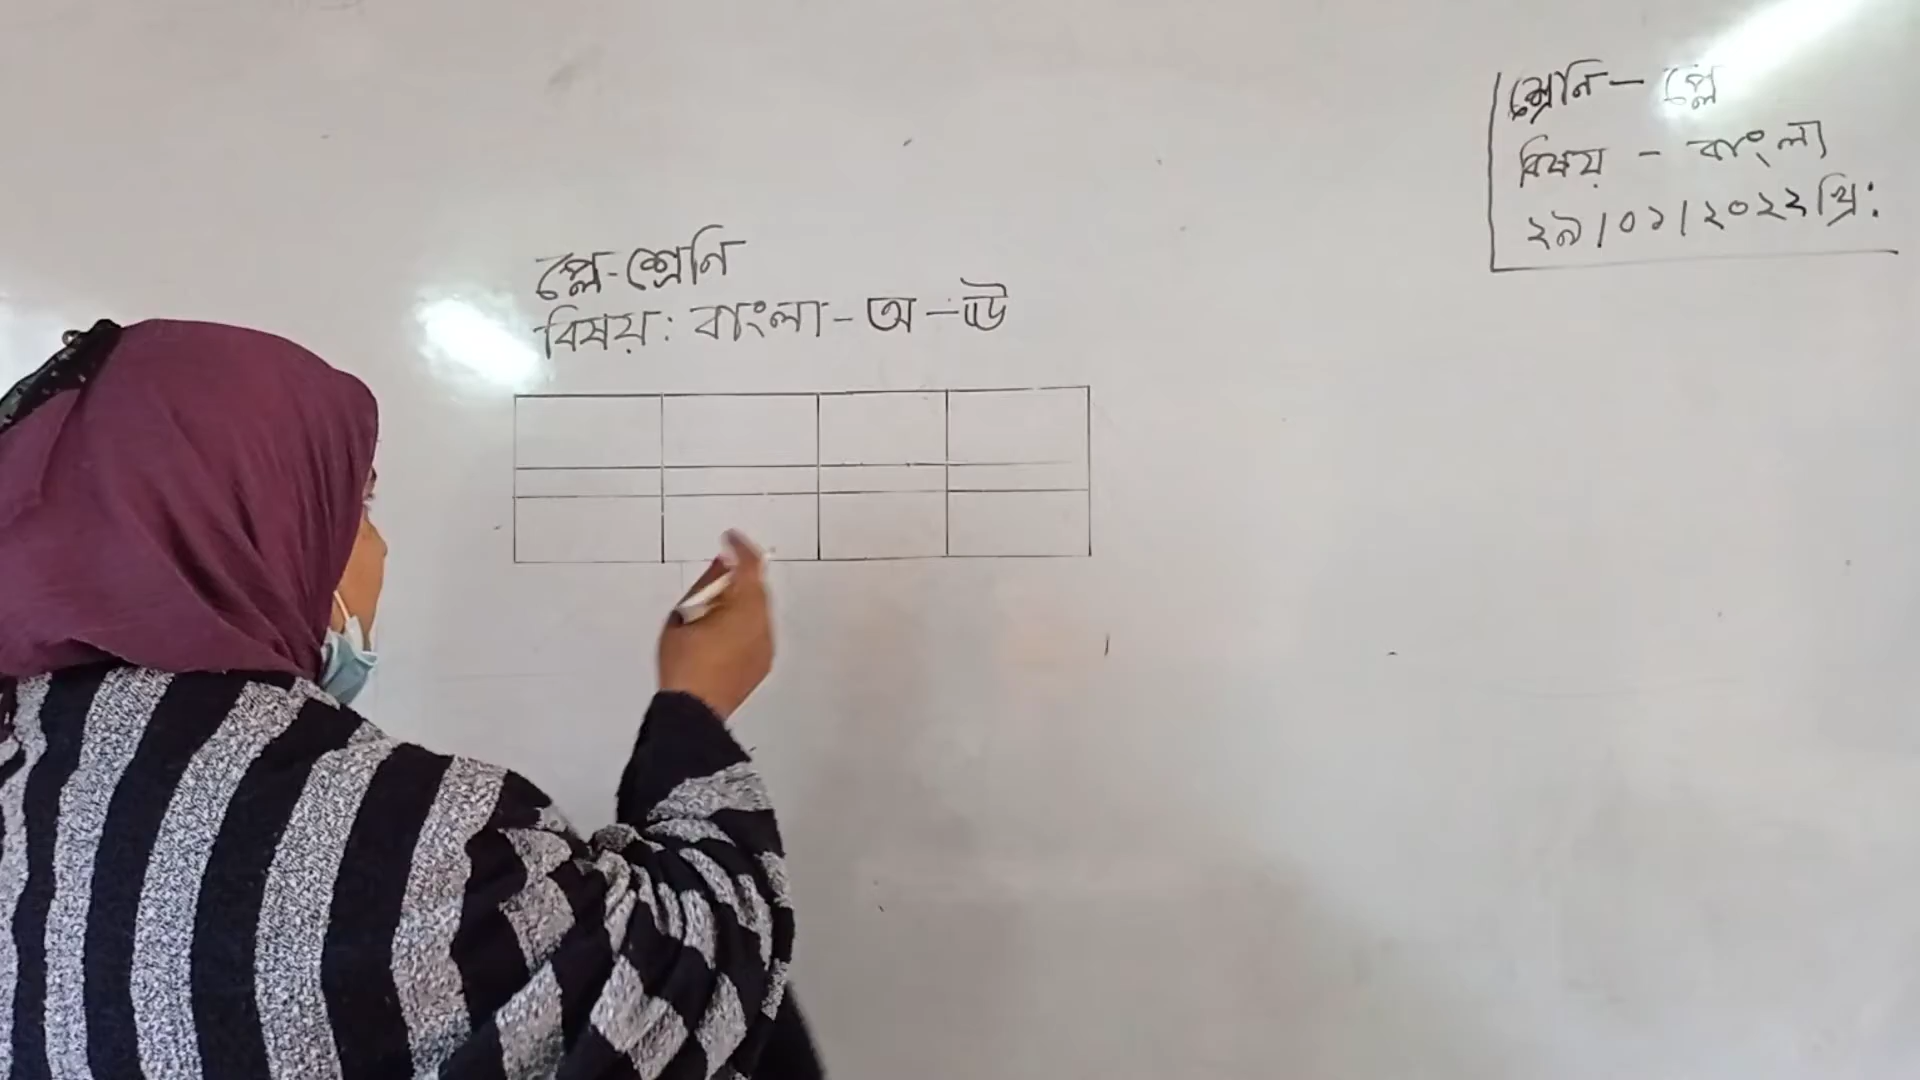 শ্রেনি - প্লে
বিষয় - বাংলা
২৯/০১/২০২২খ্রি:
প্লে-শ্রেনি
বিষয়: বাংলা - অ - উ